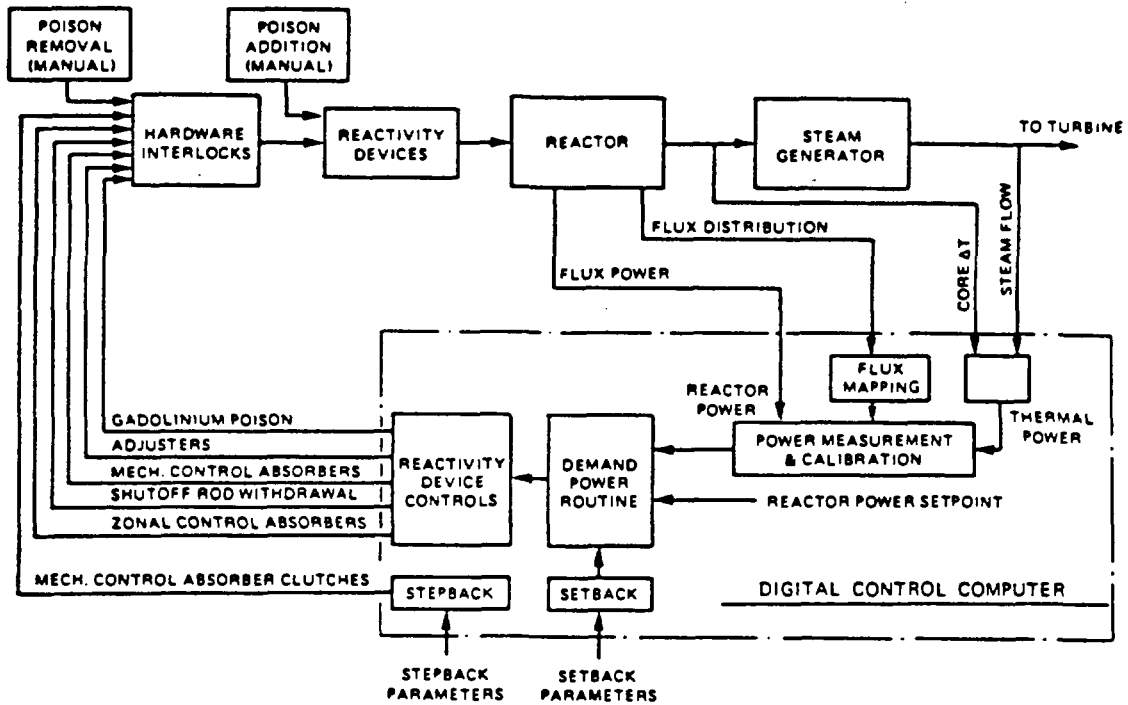 POISON
REMOVAL
(MANUAL)
POISON
ADDITION
(MANUAL)
HARDWARE
INTERLOCKS
REACTIVITY
DEVICES
REACTOR
STEAM
GENERATOR
TO TURBINE
FLUX DISTRIBUTION
FLUX POWER
CORE ΔT
STEAM FLOW
FLUX
MAPPING
REACTOR
POWER
THERMAL
POWER
POWER MEASUREMENT
& CALIBRATION
GADOLINIUM POISON
ADJUSTERS
MECH. CONTROL ABSORBERS
SHUTOFF ROD WITHDRAWAL
ZONAL CONTROL ABSORBERS
REACTIVITY
DEVICE
CONTROLS
DEMAND
POWER
ROUTINE
REACTOR POWER SETPOINT
MECH. CONTROL ABSORBER CLUTCHES
STEPBACK
SETBACK
DIGITAL CONTROL COMPUTER
STEPBACK
PARAMETERS
SETBACK
PARAMETERS